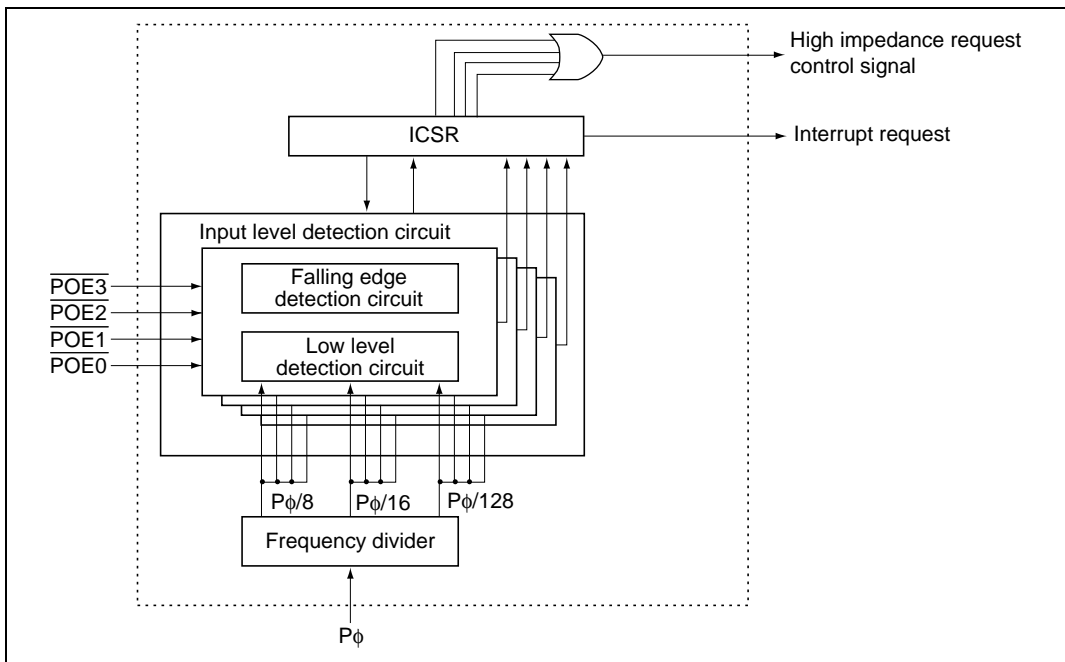 High impedance request
control signal
ICSR
Interrupt request
Input level detection circuit
Falling edge
detection circuit
POE3
POE2
POE1
POE0
Low level
detection circuit
Pϕ/8
Pϕ/16
Pϕ/128
Frequency divider
Pϕ